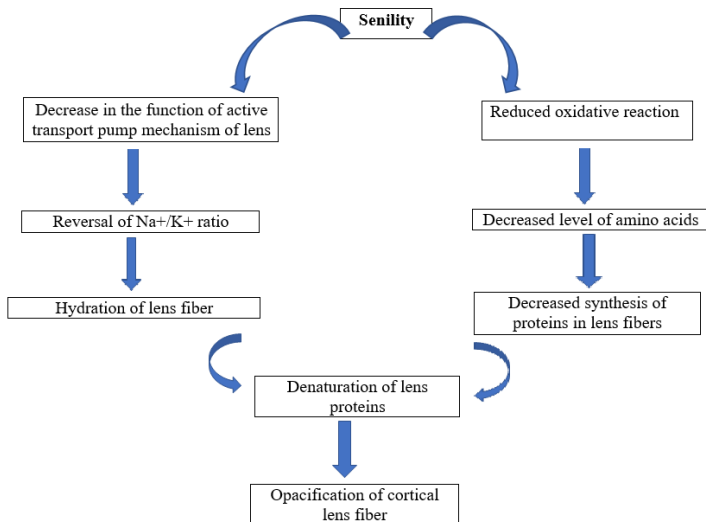 Senility
Decrease in the function of active
transport pump mechanism of lens
Reduced oxidative reaction
Reversal of Na+/K+ ratio
Decreased level of amino acids
Hydration of lens fiber
Decreased synthesis of
proteins in lens fibers
Denaturation of lens
proteins
Opacification of cortical
lens fiber